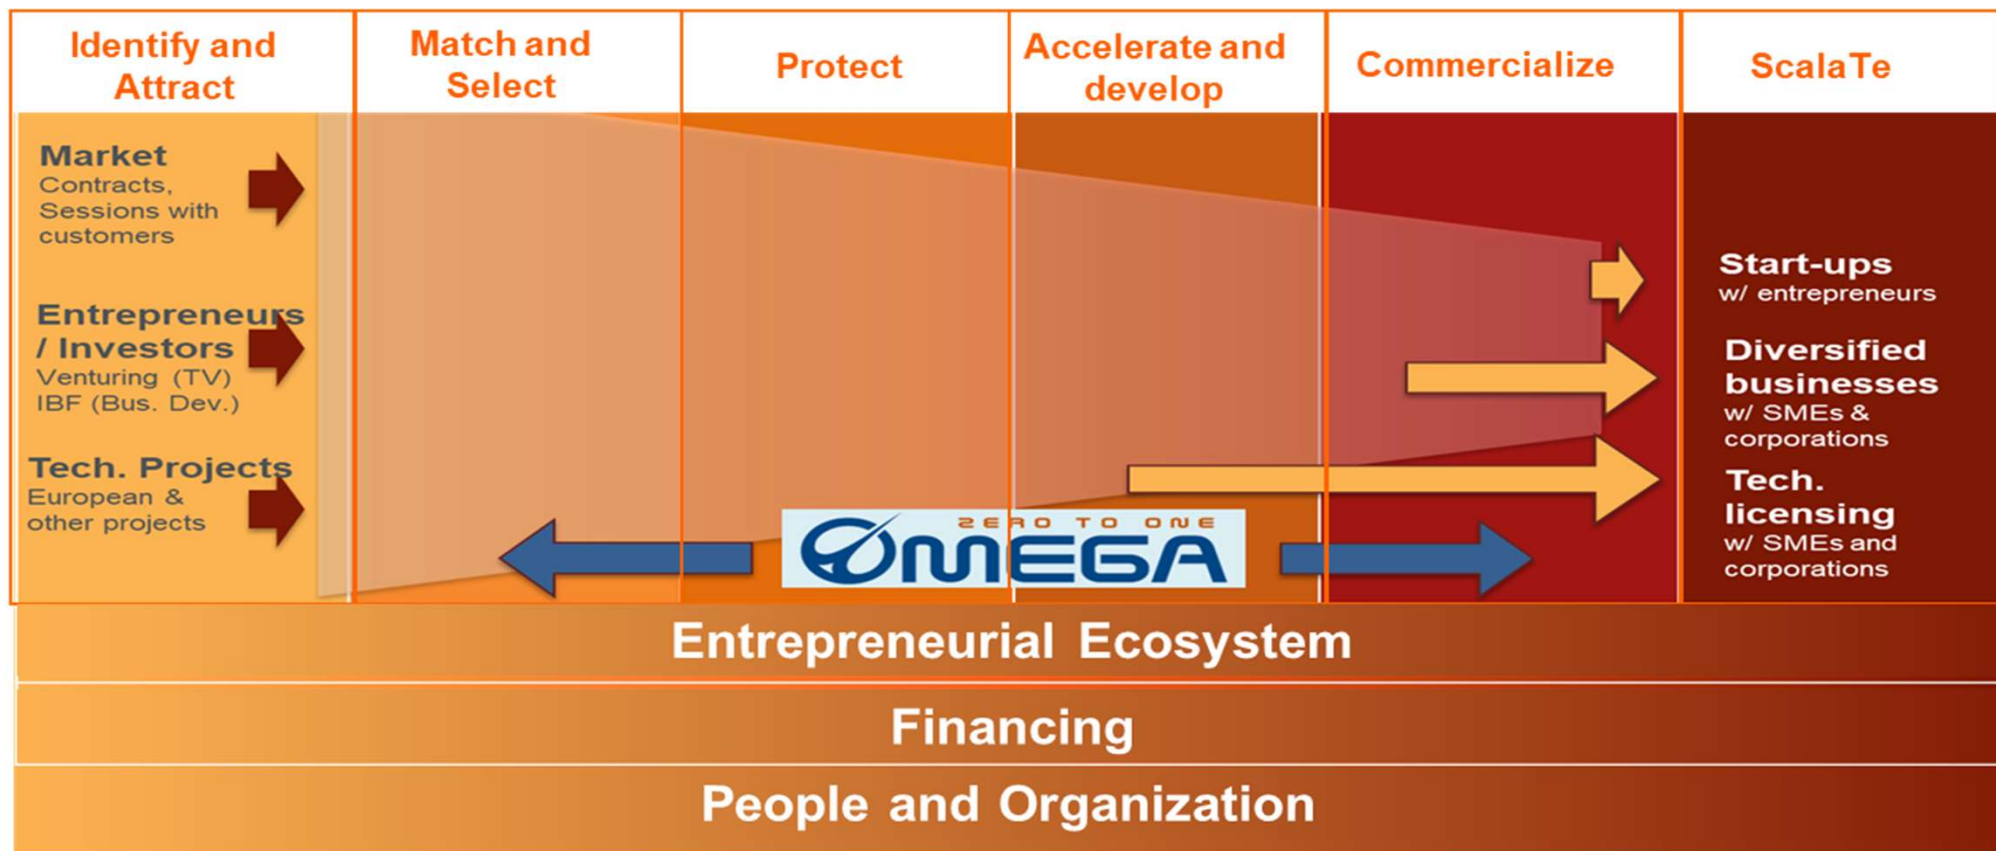 Identify and
Attract
Match and
Select
Protect
Accelerate and
develop
Commercialize
ScalaTe
Market
Contracts,
Sessions with
customers
Entrepreneurs
/ Investors
Venturing (TV)
IBF (Bus. Dev.)
Tech. Projects
European &
other projects
ZERO TO ONE
OMEGA
Start-ups
w/ entrepreneurs
Diversified
businesses
w/ SMEs &
corporations
Tech.
licensing
w/ SMEs and
corporations
Entrepreneurial Ecosystem
Financing
People and Organization